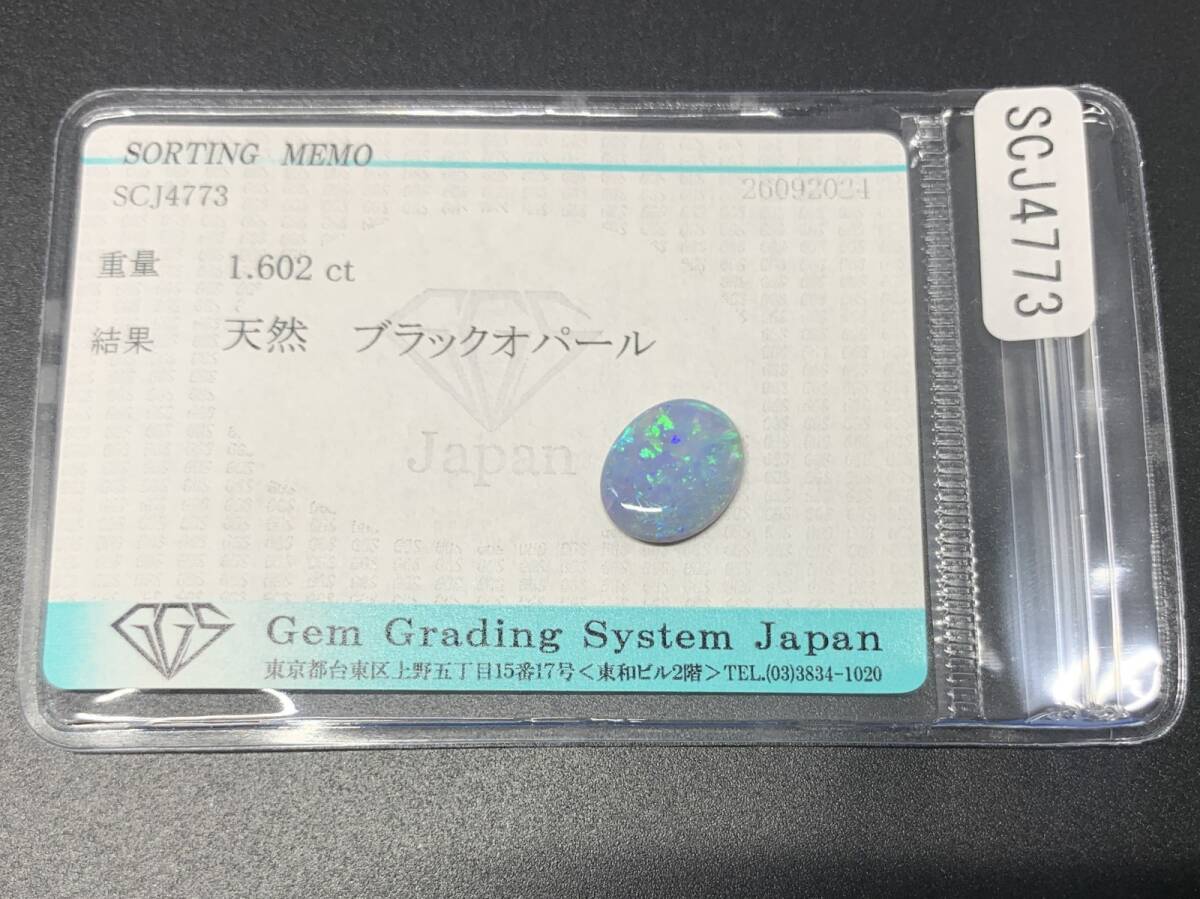 SORTING MEMO
SCJ4773 26092024
重量 1.602 ct
結果 天然 ブラックオパール
Japan
GGS Gem Grading System Japan
東京都台東区上野五丁目15番17号＜東和ビル2階＞TEL.(03)3834-1020
SCJ4773